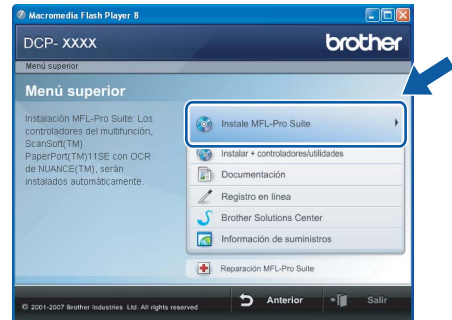 Macromedia Flash Player 8
DCP- XXXX
brother
Menú superior
Menú superior
Instalación MFL-Pro Suite: Los
controladores del multifunción,
ScanSoft(TM)
PaperPort(TM)11SE con OCR
de NUANCE(TM), serán
instalados automáticamente.
Instale MFL-Pro Suite
Instalar + controladores/utilidades
Documentación
Registro en línea
Brother Solutions Center
Información de suministros
Reparación MFL-Pro Suite
© 2001-2007 Brother Industries Ltd. All rights reserved
Anterior
Salir